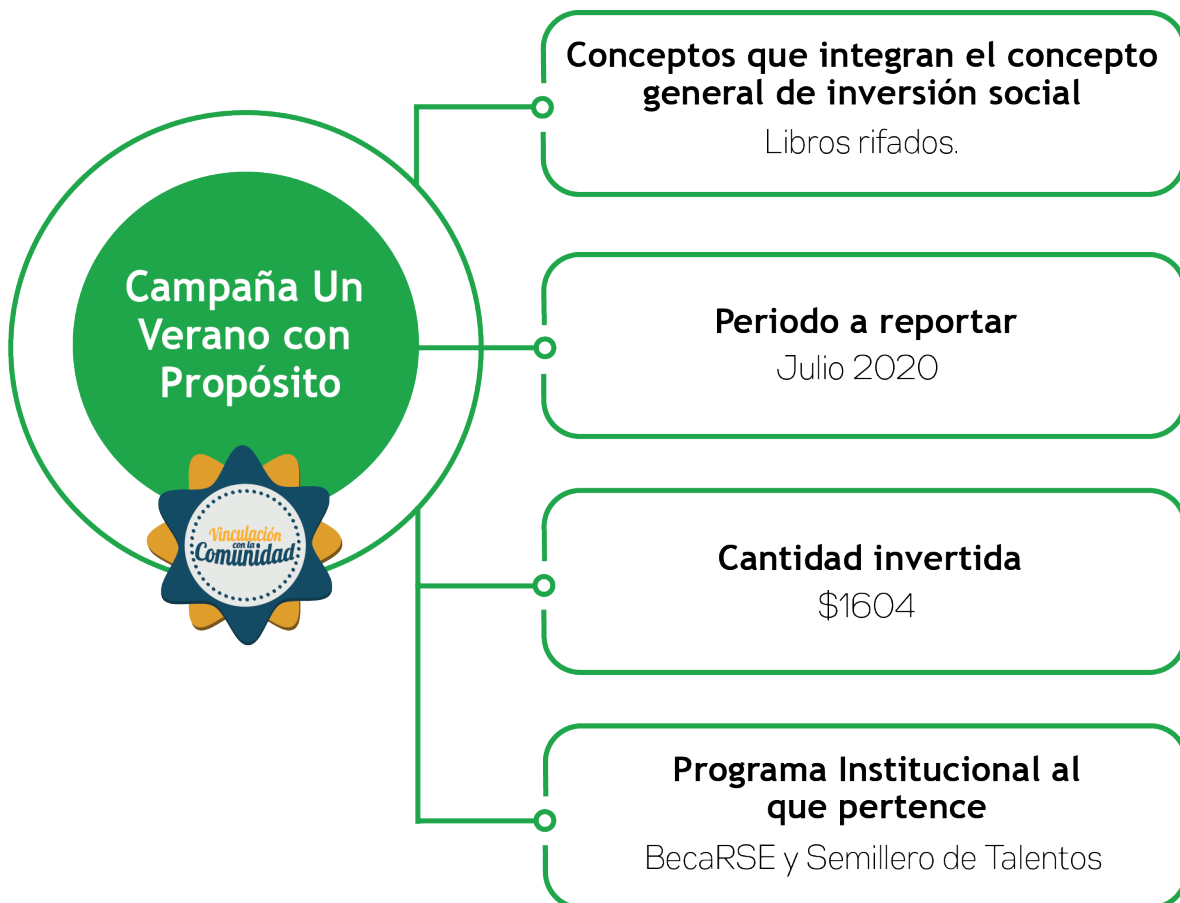 Campaña Un
Verano con
Propósito
Vinculación
con la
Comunidad
Conceptos que integran el concepto
general de inversión social
Libros rifados.
Periodo a reportar
Julio 2020
Cantidad invertida
$1604
Programa Institucional al
que pertence
BecaRSE y Semillero de Talentos